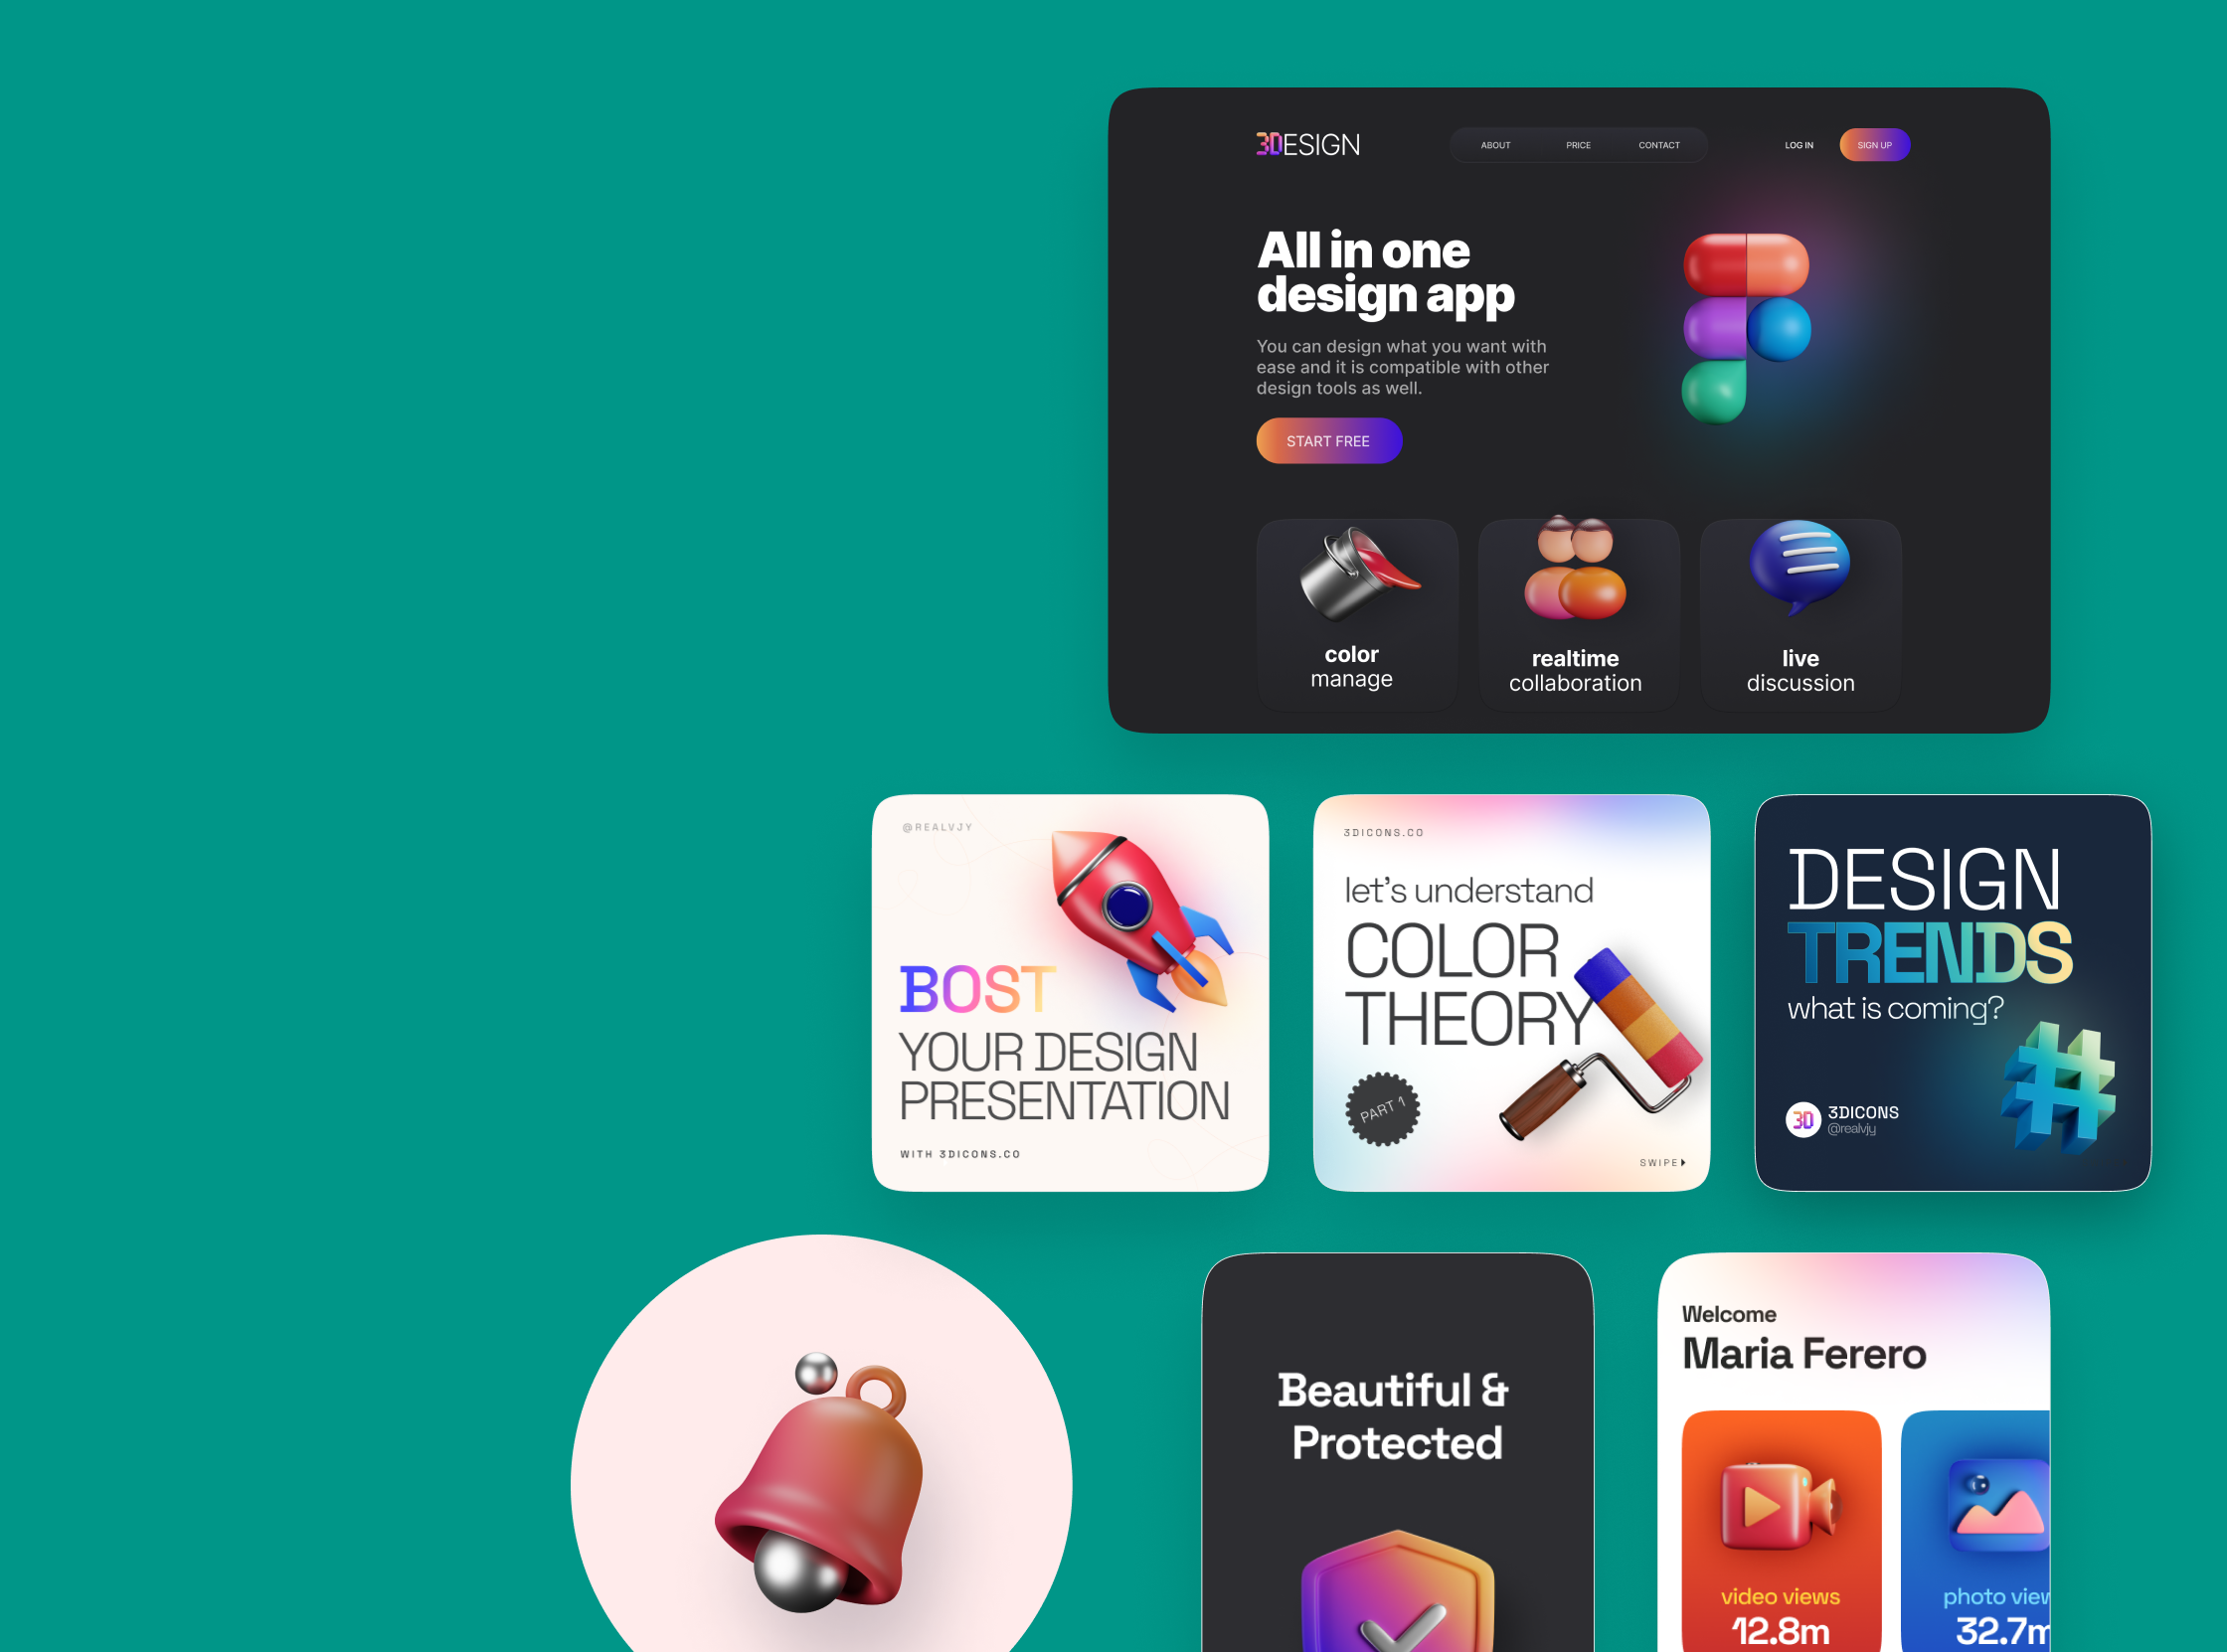 3DESIGN
ABOUT PRICE CONTACT
LOG IN
SIGN UP
All in one
design app
You can design what you want with
ease and it is compatible with other
design tools as well.
START FREE
color
manage
realtime
collaboration
live
discussion
@REALVJY
BOST
YOUR DESIGN
PRESENTATION
WITH 3DICONS.CO
3DICONS.CO
let's understand
COLOR
THEORY
PART 1
SWIPE
DESIGN
TRENDS
what is coming?
#
3D
3DICONS
@realvjy
Beautiful &
Protected
Welcome
Maria Ferero
video views
12.8m
photo view
32.7m